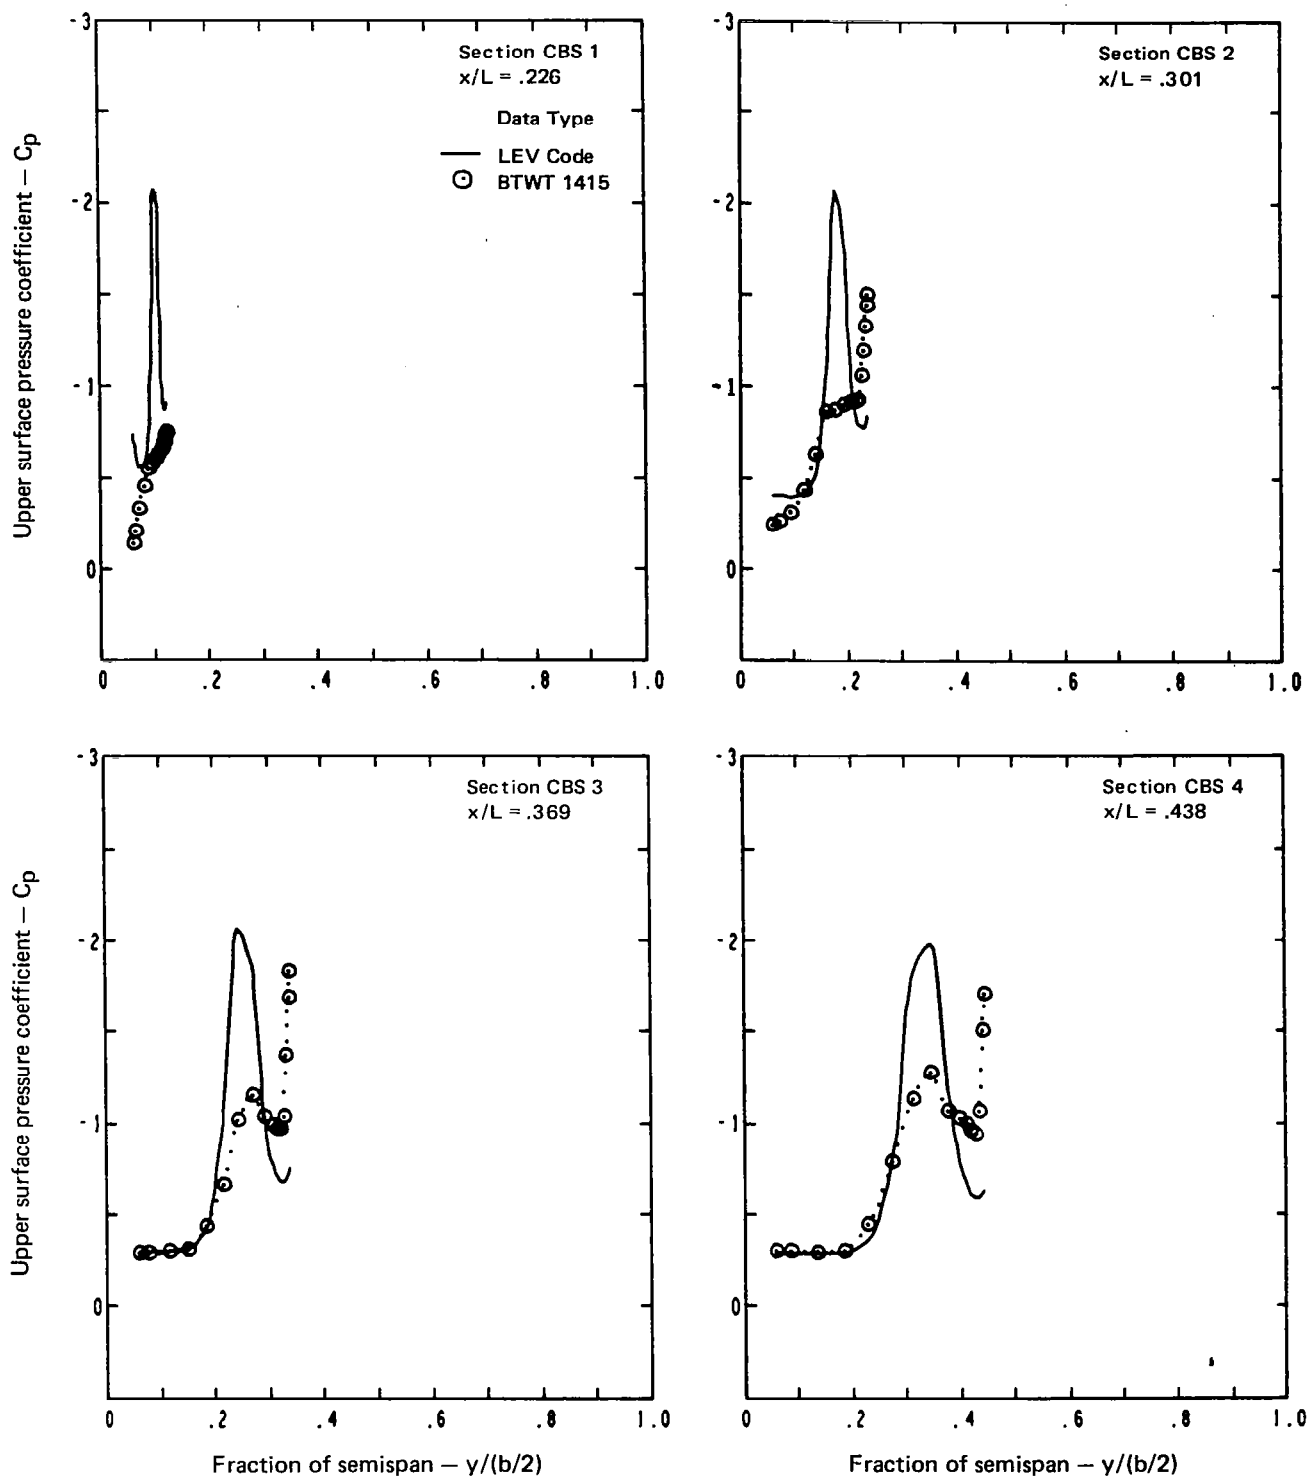 Section CBS 1
x/L = .226
Data Type
LEV Code
BTWT 1415
Upper surface pressure coefficient — Cp
-3
-2
-1
0
0 .2 .4 .6 .8 1.0
Section CBS 2
x/L = .301
-3
-2
-1
0
0 .2 .4 .6 .8 1.0
Section CBS 3
x/L = .369
Upper surface pressure coefficient — Cp
-3
-2
-1
0
0 .2 .4 .6 .8 1.0
Fraction of semispan — y/(b/2)
Section CBS 4
x/L = .438
-3
-2
-1
0
0 .2 .4 .6 .8 1.0
Fraction of semispan — y/(b/2)